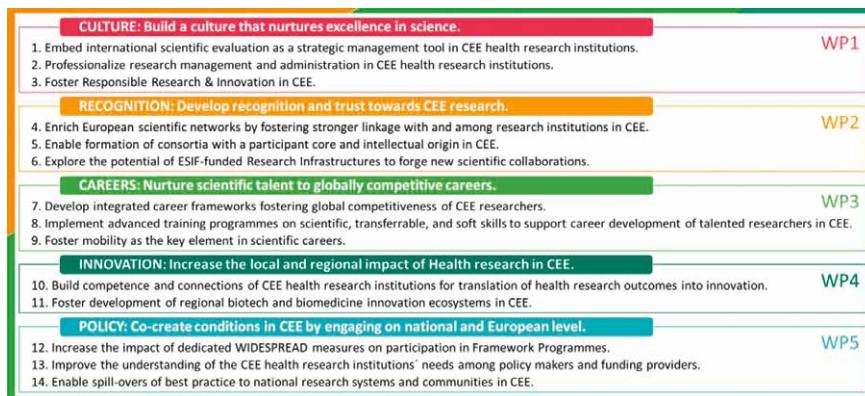 CULTURE: Build a culture that nurtures excellence in science.
WP1
1. Embed international scientific evaluation as a strategic management tool in CEE health research institutions.
2. Professionalize research management and administration in CEE health research institutions.
3. Foster Responsible Research & Innovation in CEE.
RECOGNITION: Develop recognition and trust towards CEE research.
WP2
4. Enrich European scientific networks by fostering stronger linkage with and among research institutions in CEE.
5. Enable formation of consortia with a participant core and intellectual origin in CEE.
6. Explore the potential of ESIF-funded Research Infrastructures to forge new scientific collaborations.
CAREERS: Nurture scientific talent to globally competitive careers.
WP3
7. Develop integrated career frameworks fostering global competitiveness of CEE researchers.
8. Implement advanced training programmes on scientific, transferrable, and soft skills to support career development of talented researchers in CEE.
9. Foster mobility as the key element in scientific careers.
INNOVATION: Increase the local and regional impact of Health research in CEE.
WP4
10. Build competence and connections of CEE health research institutions for translation of health research outcomes into innovation.
11. Foster development of regional biotech and biomedicine innovation ecosystems in CEE.
POLICY: Co-create conditions in CEE by engaging on national and European level.
WP5
12. Increase the impact of dedicated WIDESPREAD measures on participation in Framework Programmes.
13. Improve the understanding of the CEE health research institutions´ needs among policy makers and funding providers.
14. Enable spill-overs of best practice to national research systems and communities in CEE.